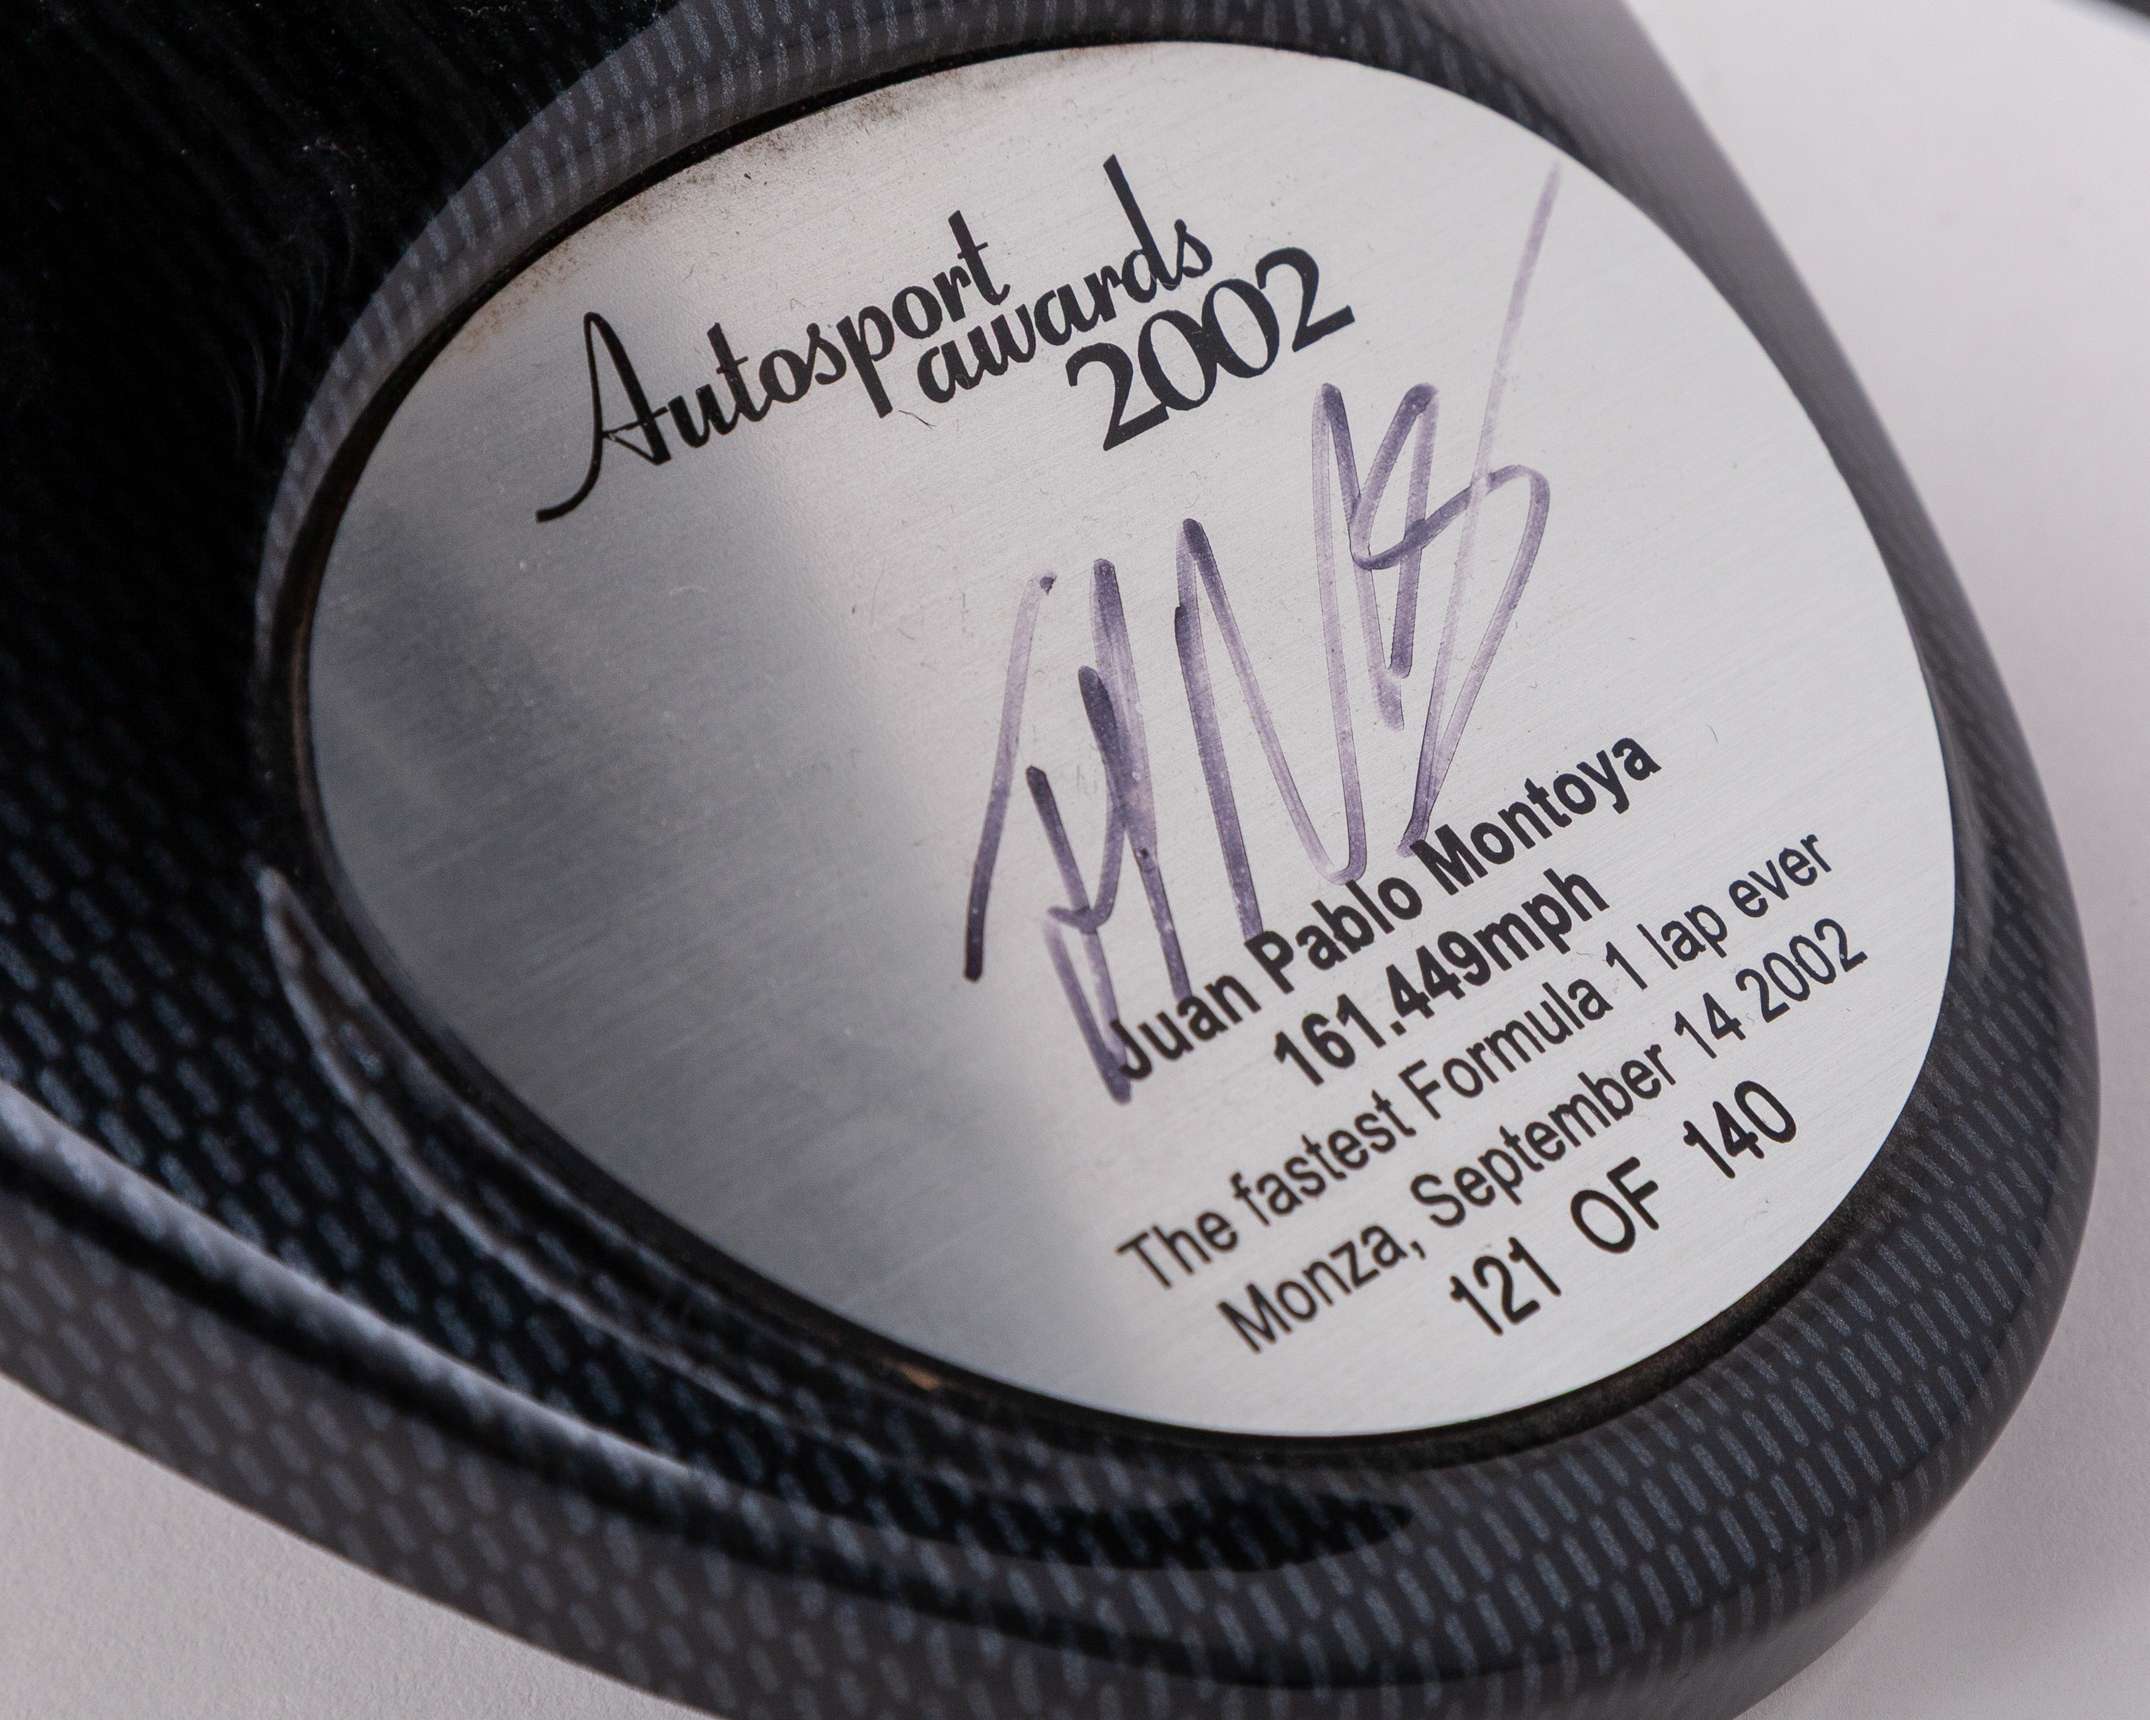 Autosport
awards
2002
Juan Pablo Montoya
161.449mph
The fastest Formula 1 lap ever
Monza, September 14 2002
121 OF 140